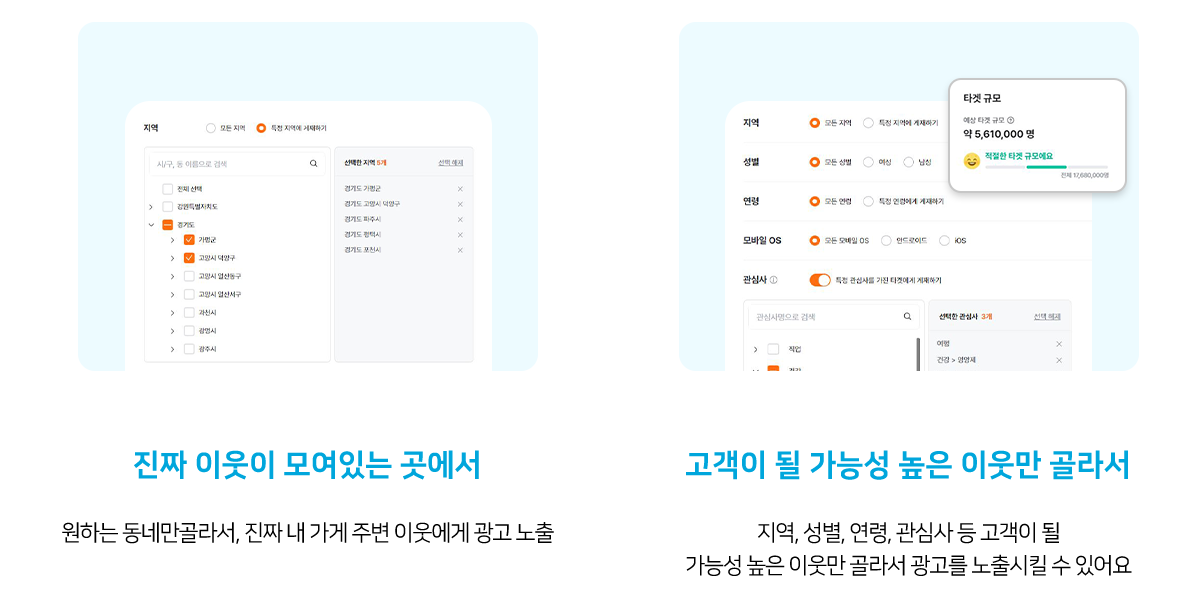 지역
모든 지역
특정 지역에 게재하기
시/구, 동 이름으로 검색
전체 선택
강원특별자치도
경기도
가평군
고양시 덕양구
고양시 일산동구
고양시 일산서구
과천시
광명시
광주시
선택한 지역 5개
선택 해제
경기도 가평군
경기도 고양시 덕양구
경기도 파주시
경기도 평택시
경기도 포천시
진짜 이웃이 모여있는 곳에서
원하는 동네만골라서, 진짜 내 가게 주변 이웃에게 광고 노출
지역
모든 지역
특정 지역에 게재하기
성별
모든 성별
여성
남성
연령
모든 연령
특정 연령에게 게재하기
모바일 OS
모든 모바일 OS
안드로이드
iOS
관심사
특정 관심사를 가진 타겟에게 게재하기
관심사명으로 검색
직업
건강
선택한 관심사 3개
선택 해제
여행
건강 > 영양제
타겟 규모
예상 타겟 규모
약 5,610,000 명
적절한 타겟 규모에요
전체 17,680,000명
고객이 될 가능성 높은 이웃만 골라서
지역, 성별, 연령, 관심사 등 고객이 될
가능성 높은 이웃만 골라서 광고를 노출시킬 수 있어요